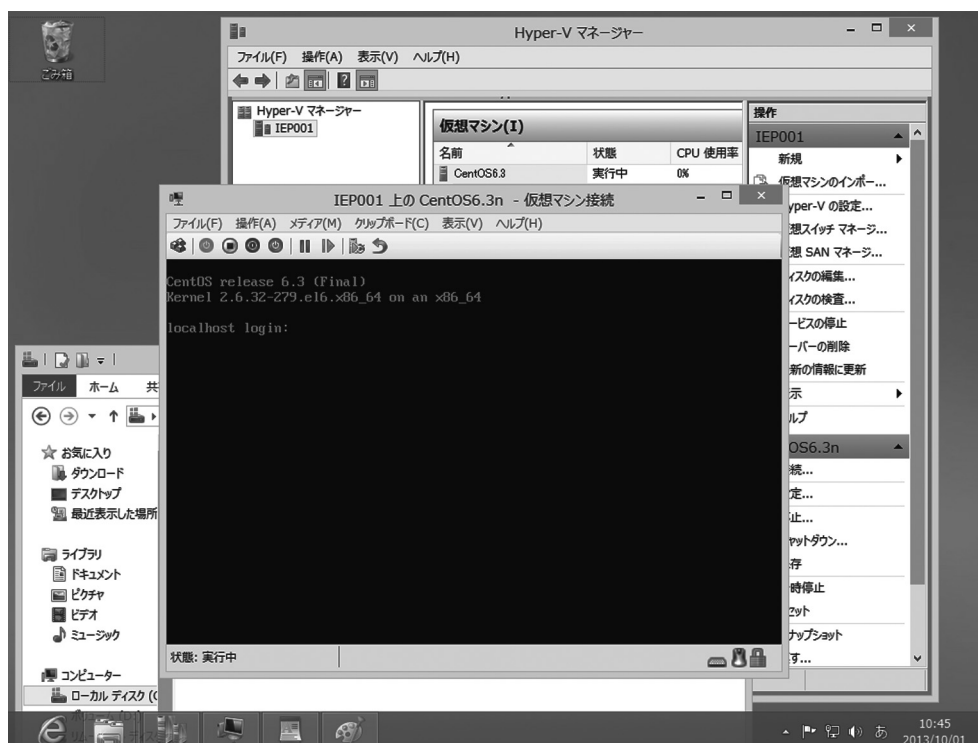 ごみ箱
Hyper-V マネージャー
ファイル(F) 操作(A) 表示(V) ヘルプ(H)
Hyper-V マネージャー
IEP001
仮想マシン(I)
名前 状態 CPU 使用率
CentOS6.3 実行中 0%
操作
IEP001
新規
仮想マシンのインポー...
yper-V の設定...
想スイッチ マネージ...
想 SAN マネージ...
ィスクの編集...
ィスクの検査...
ービスの停止
ーバーの削除
新の情報に更新
示
ルプ
OS6.3n
続...
定...
止...
ャットダウン...
存
時停止
セット
ナップショット
す...
IEP001 上の CentOS6.3n - 仮想マシン接続
ファイル(F) 操作(A) メディア(M) クリップボード(C) 表示(V) ヘルプ(H)
CentOS release 6.3 (Final)
Kernel 2.6.32-279.el6.x86_64 on an x86_64
localhost login:
状態: 実行中
ファイル ホーム 共
お気に入り
ダウンロード
デスクトップ
最近表示した場所
ライブラリ
ドキュメント
ピクチャ
ビデオ
ミュージック
コンピューター
ローカル ディスク (C
あ
10:45
2013/10/01